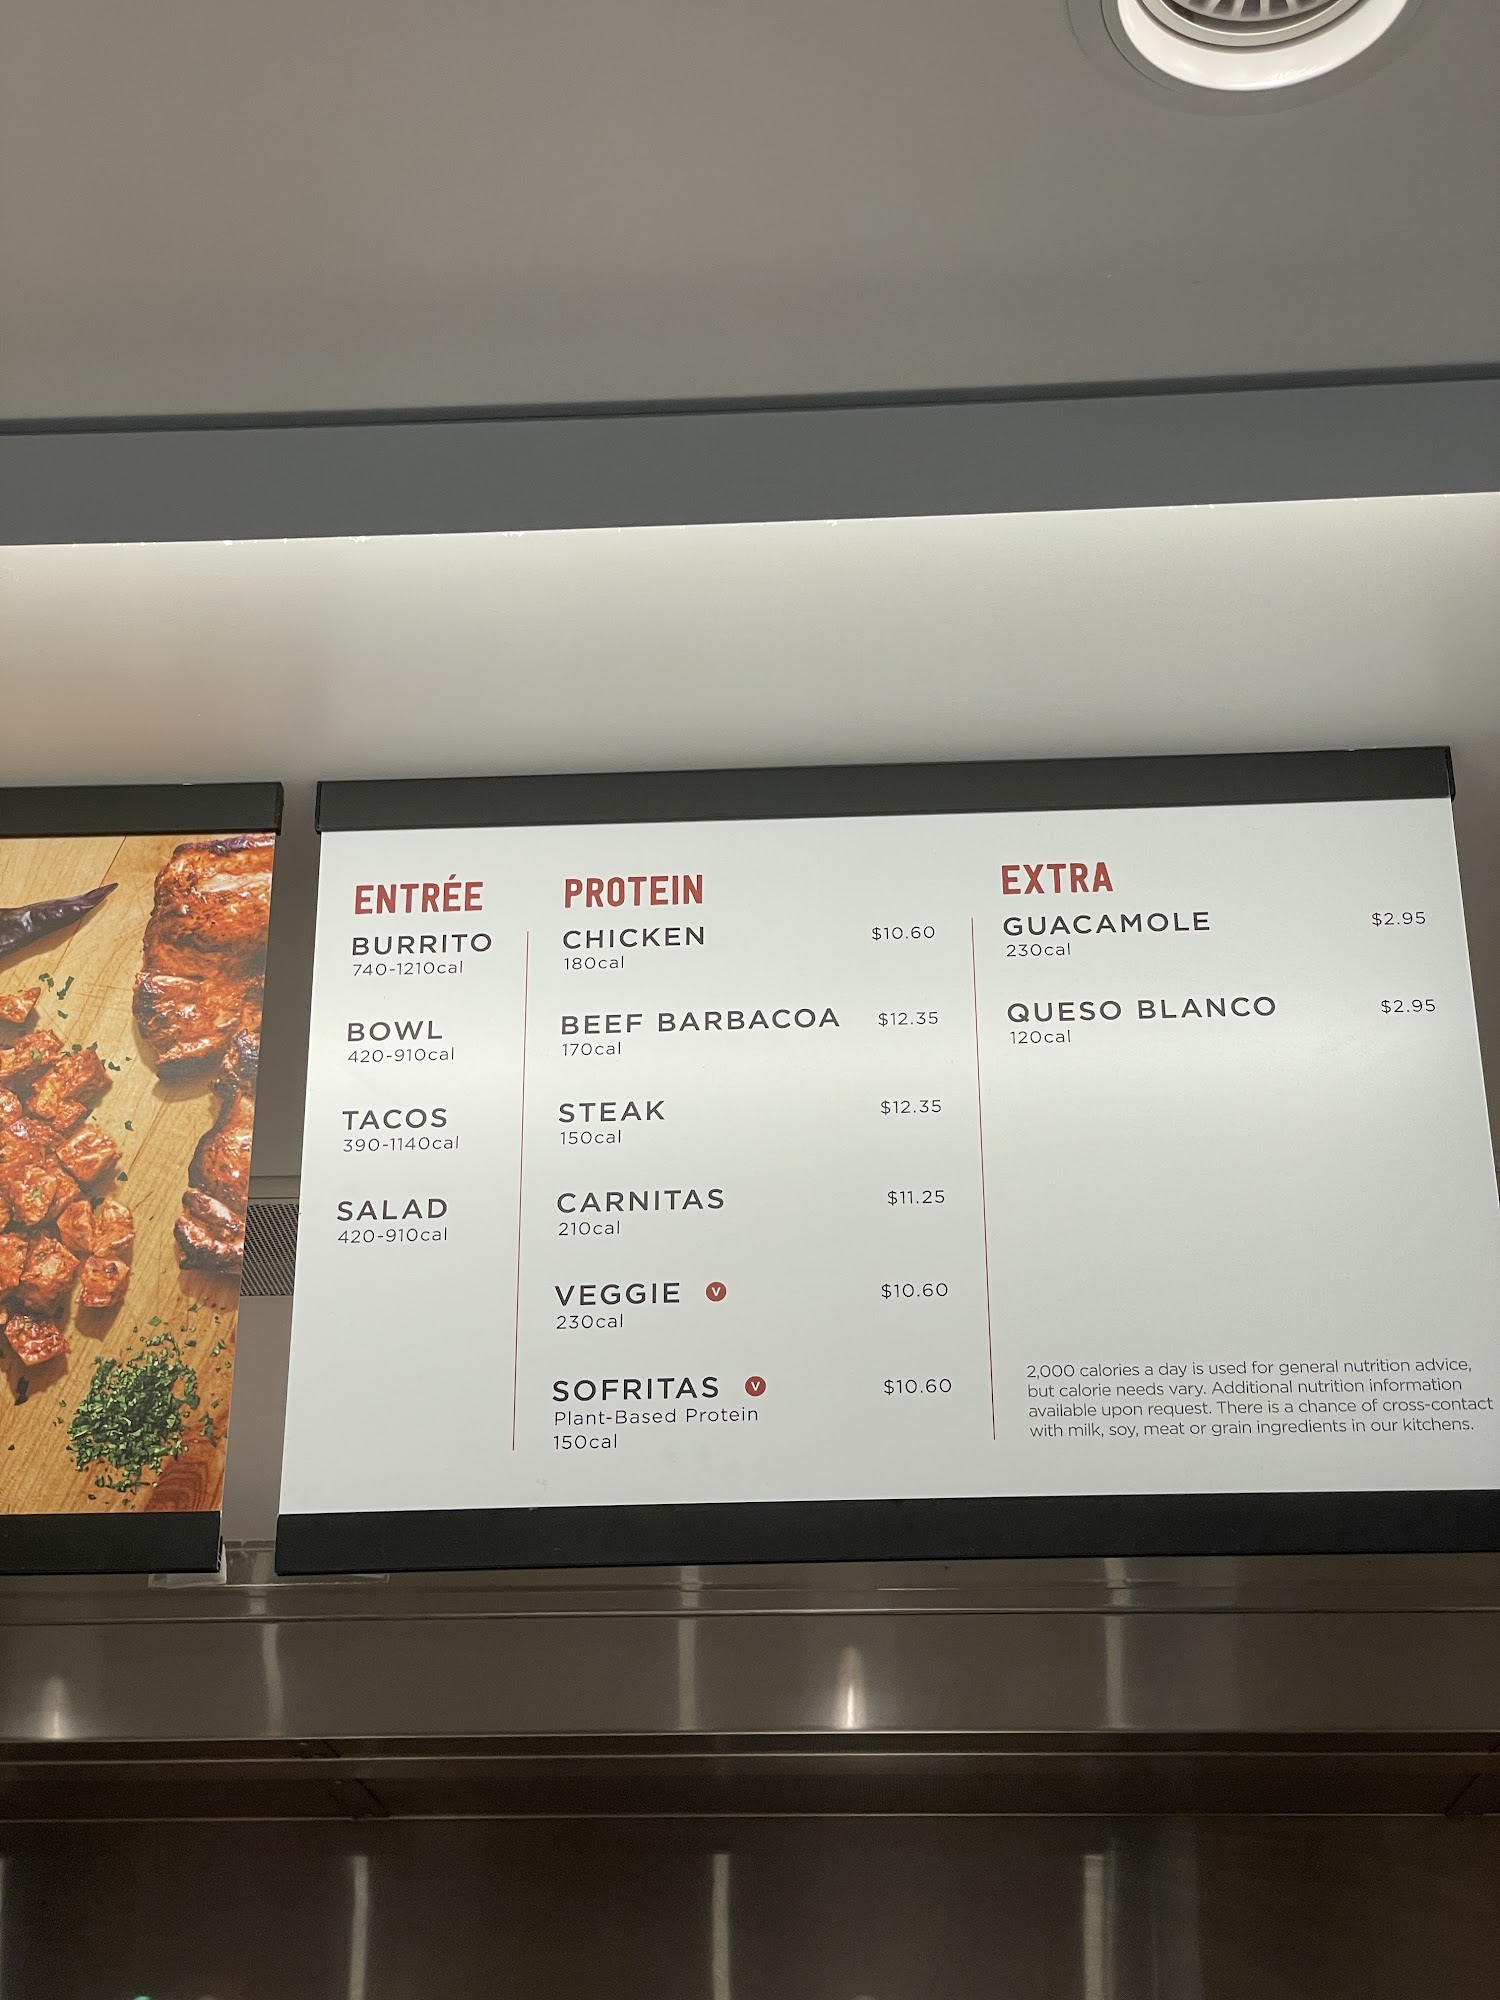 ENTRÉE
BURRITO
740-1210cal
BOWL
420-910cal
TACOS
390-1140cal
SALAD
420-910cal
PROTEIN
CHICKEN $10.60
180cal
BEEF BARBACOA $12.35
170cal
STEAK $12.35
150cal
CARNITAS $11.25
210cal
VEGGIE V $10.60
230cal
SOFRITAS V $10.60
Plant-Based Protein
150cal
EXTRA
GUACAMOLE $2.95
230cal
QUESO BLANCO $2.95
120cal
2,000 calories a day is used for general nutrition advice,
but calorie needs vary. Additional nutrition information
available upon request. There is a chance of cross-contact
with milk, soy, meat or grain ingredients in our kitchens.